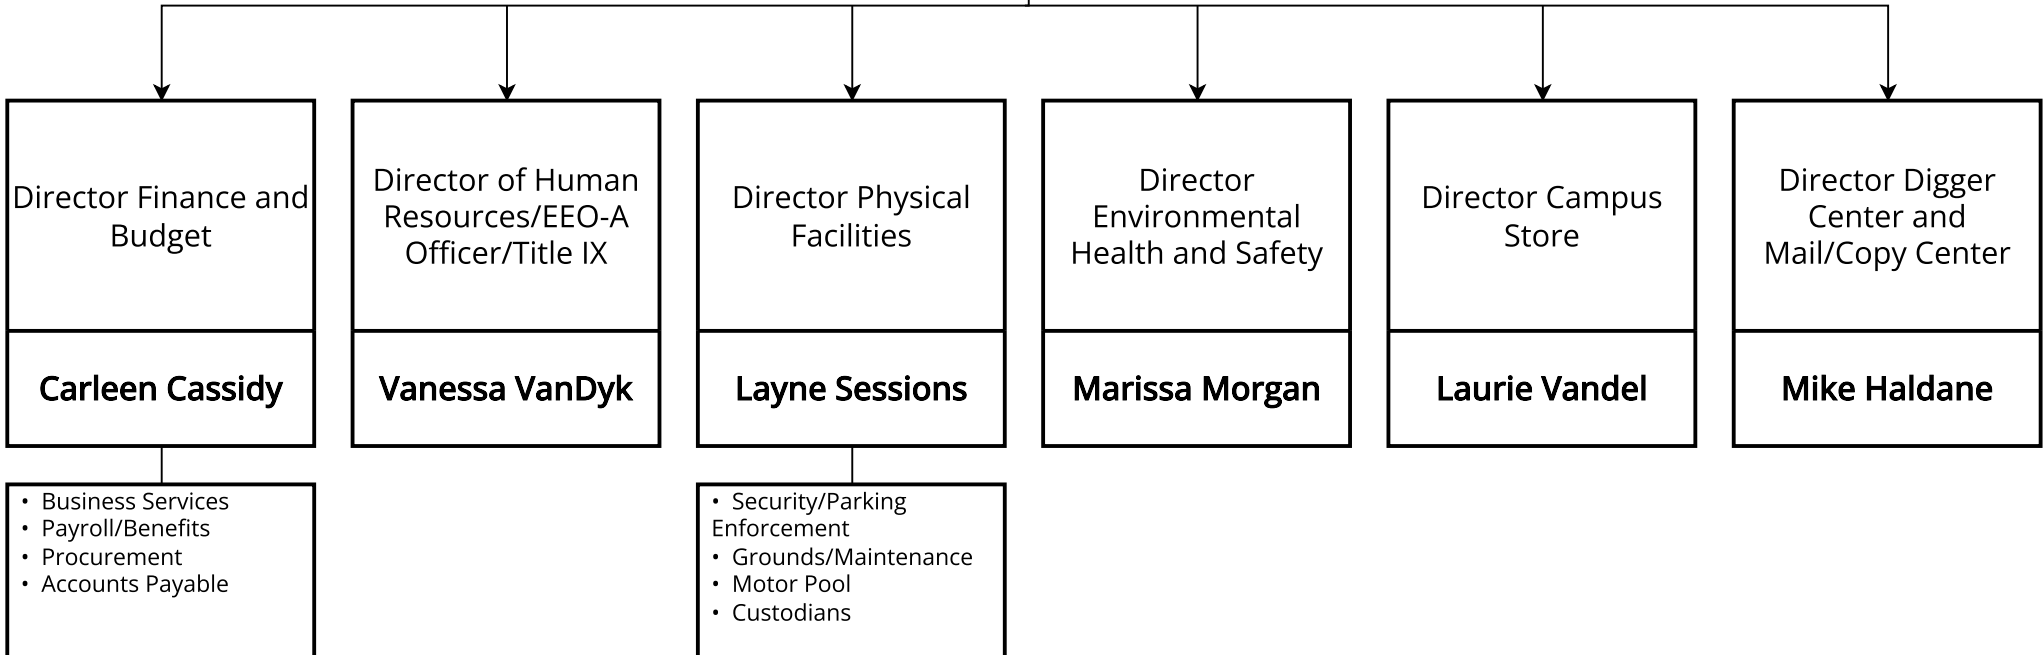 Director Finance and
Budget
Carleen Cassidy
• Business Services
• Payroll/Benefits
• Procurement
• Accounts Payable
Director of Human
Resources/EEO-A
Officer/Title IX
Vanessa VanDyk
Director Physical
Facilities
Layne Sessions
• Security/Parking
Enforcement
• Grounds/Maintenance
• Motor Pool
• Custodians
Director
Environmental
Health and Safety
Marissa Morgan
Director Campus
Store
Laurie Vandel
Director Digger
Center and
Mail/Copy Center
Mike Haldane